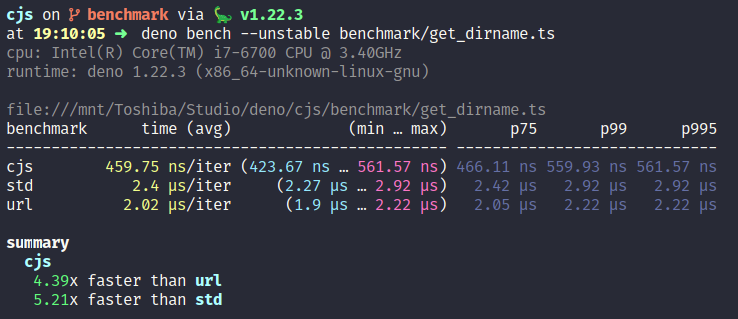 cjs on benchmark via v1.22.3
at 19:10:05 ➜ deno bench --unstable benchmark/get_dirname.ts
cpu: Intel(R) Core(TM) i7-6700 CPU @ 3.40GHz
runtime: deno 1.22.3 (x86_64-unknown-linux-gnu)
file:///mnt/Toshiba/Studio/deno/cjs/benchmark/get_dirname.ts
benchmark time (avg) (min … max) p75 p99 p995
cjs 459.75 ns/iter (423.67 ns … 561.57 ns) 466.11 ns 559.93 ns 561.57 ns
std 2.4 µs/iter (2.27 µs … 2.92 µs) 2.42 µs 2.92 µs 2.92 µs
url 2.02 µs/iter (1.9 µs … 2.22 µs) 2.05 µs 2.22 µs 2.22 µs
summary
cjs
4.39x faster than url
5.21x faster than std